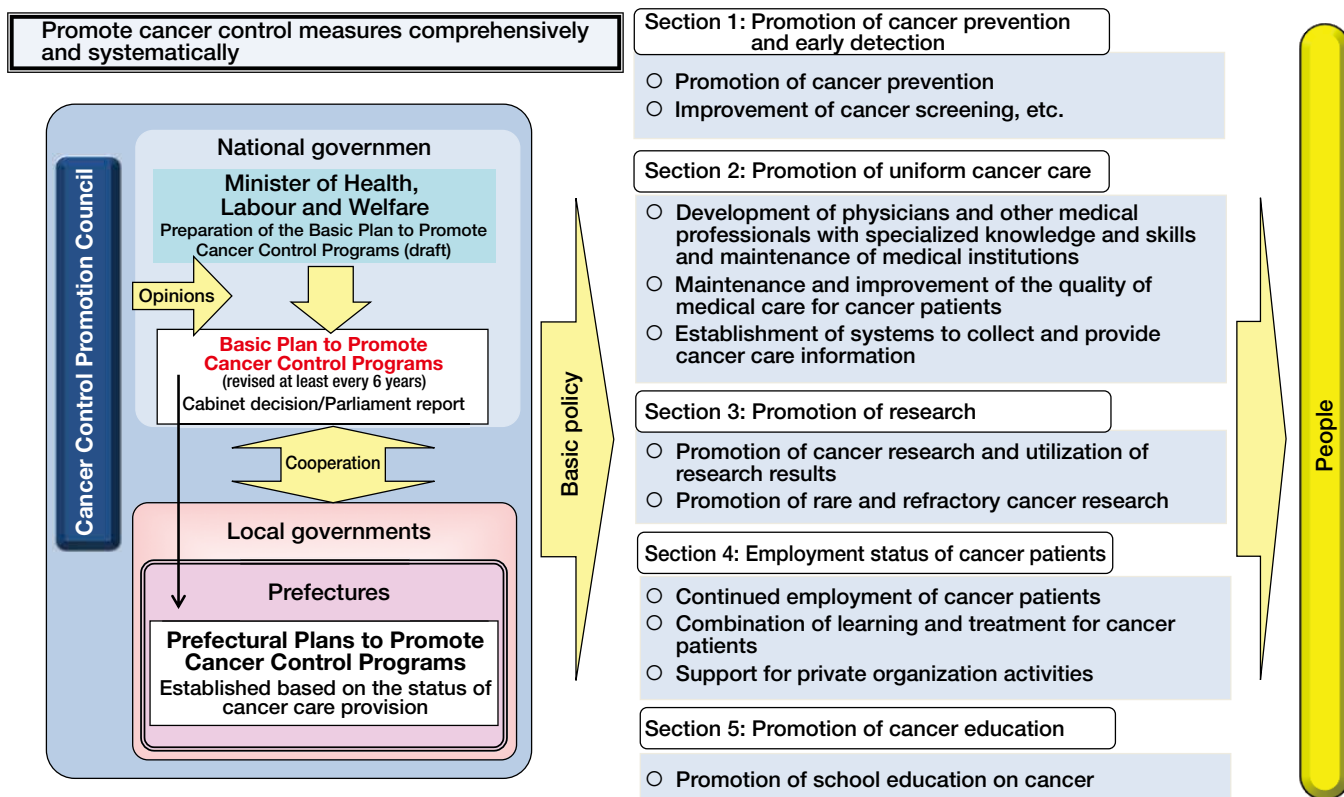 Promote cancer control measures comprehensively
and systematically
Cancer Control Promotion Council
National governmen
Minister of Health,
Labour and Welfare
Preparation of the Basic Plan to Promote
Cancer Control Programs (draft)
Opinions
Basic Plan to Promote
Cancer Control Programs
(revised at least every 6 years)
Cabinet decision/Parliament report
Cooperation
Local governments
Prefectures
Prefectural Plans to Promote
Cancer Control Programs
Established based on the status of
cancer care provision
Basic policy
Section 1: Promotion of cancer prevention
and early detection
○ Promotion of cancer prevention
○ Improvement of cancer screening, etc.
Section 2: Promotion of uniform cancer care
○ Development of physicians and other medical
professionals with specialized knowledge and skills
and maintenance of medical institutions
○ Maintenance and improvement of the quality of
medical care for cancer patients
○ Establishment of systems to collect and provide
cancer care information
Section 3: Promotion of research
○ Promotion of cancer research and utilization of
research results
○ Promotion of rare and refractory cancer research
Section 4: Employment status of cancer patients
○ Continued employment of cancer patients
○ Combination of learning and treatment for cancer
patients
○ Support for private organization activities
Section 5: Promotion of cancer education
○ Promotion of school education on cancer
People